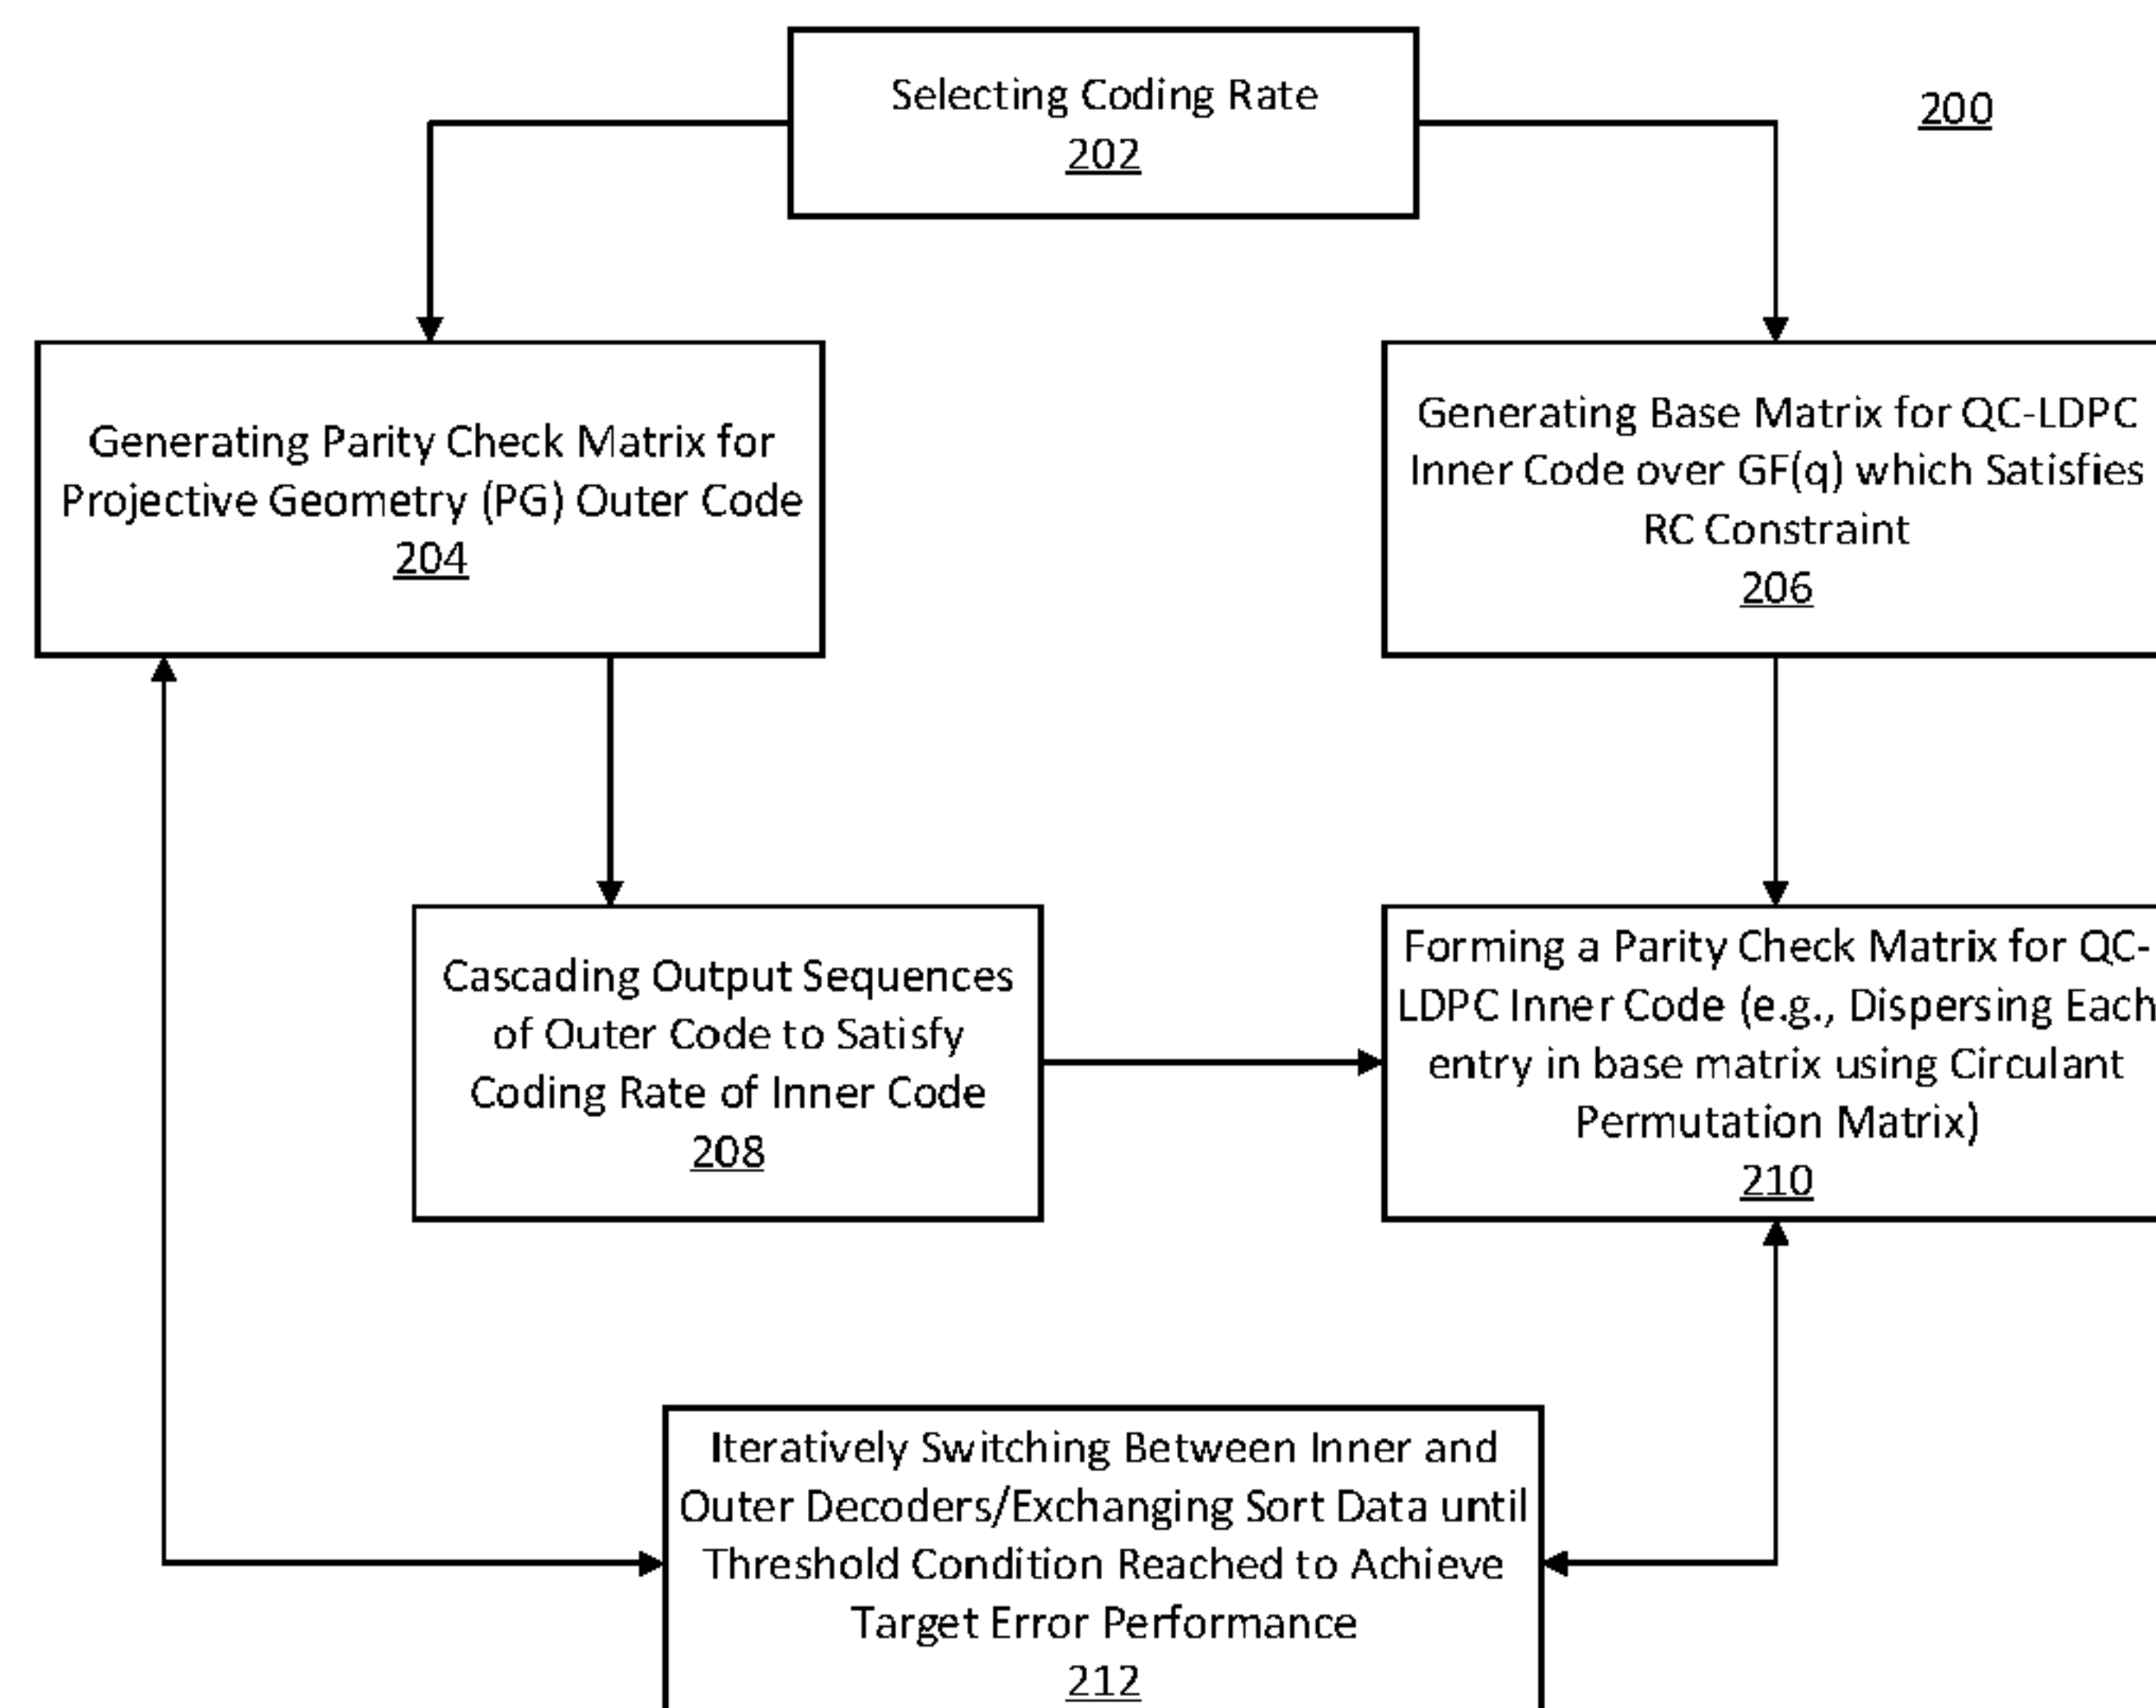 Selecting Coding Rate
202
200
Generating Parity Check Matrix for
Projective Geometry (PG) Outer Code
204
Generating Base Matrix for QC-LDPC
Inner Code over GF(q) which Satisfies
RC Constraint
206
Cascading Output Sequences
of Outer Code to Satisfy
Coding Rate of Inner Code
208
Forming a Parity Check Matrix for QC-
LDPC Inner Code (e.g., Dispersing Each
entry in base matrix using Circulant
Permutation Matrix)
210
Iteratively Switching Between Inner and
Outer Decoders/Exchanging Sort Data until
Threshold Condition Reached to Achieve
Target Error Performance
212